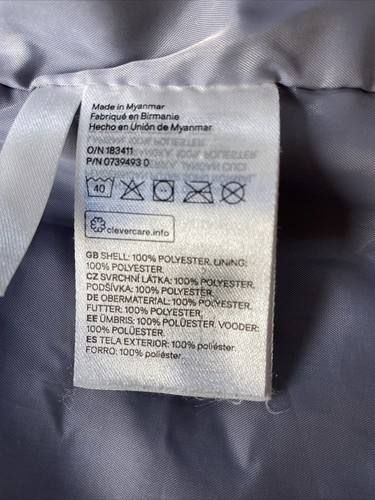 Made in Myanmar
Fabriqué en Birmanie
Hecho en Unión de Myanmar
O/N 183411
P/N 0739493 0
40
clevercare.info
GB SHELL: 100% POLYESTER. LINING:
100% POLYESTER.
CZ SVRCHNÍ LÁTKA: 100% POLYESTER.
PODŠÍVKA: 100% POLYESTER.
DE OBERMATERIAL: 100% POLYESTER.
FUTTER: 100% POLYESTER.
EE ÜMBRIS: 100% POLÜESTER. VOODER:
100% POLÜESTER.
ES TELA EXTERIOR: 100% poliéster.
FORRO: 100% poliéster.